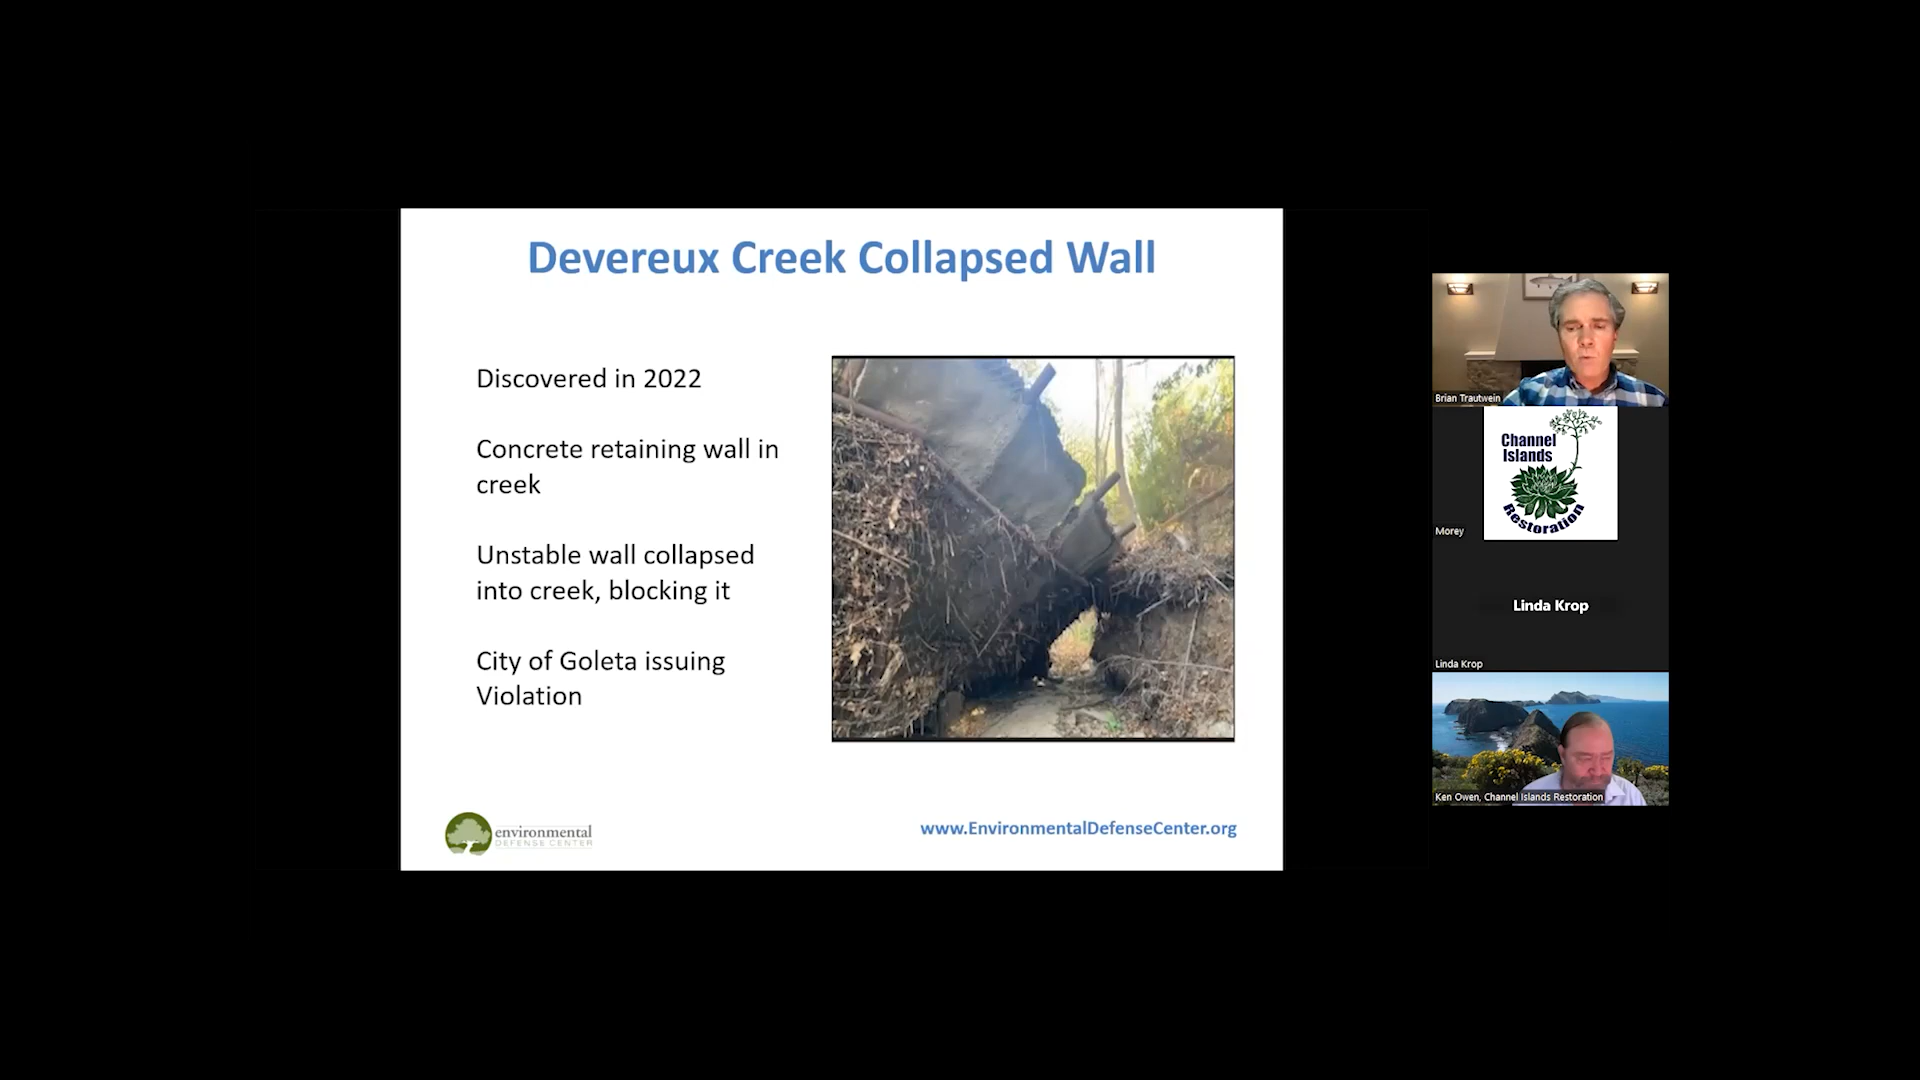 Devereux Creek Collapsed Wall
Discovered in 2022
Concrete retaining wall in
creek
Unstable wall collapsed
into creek, blocking it
City of Goleta issuing
Violation
environmental
DEFENSE CENTER
www.EnvironmentalDefenseCenter.org
Brian Trautwein
Channel
Islands
Restoration
Morey
Linda Krop
Linda Krop
Ken Owen, Channel Islands Restoration